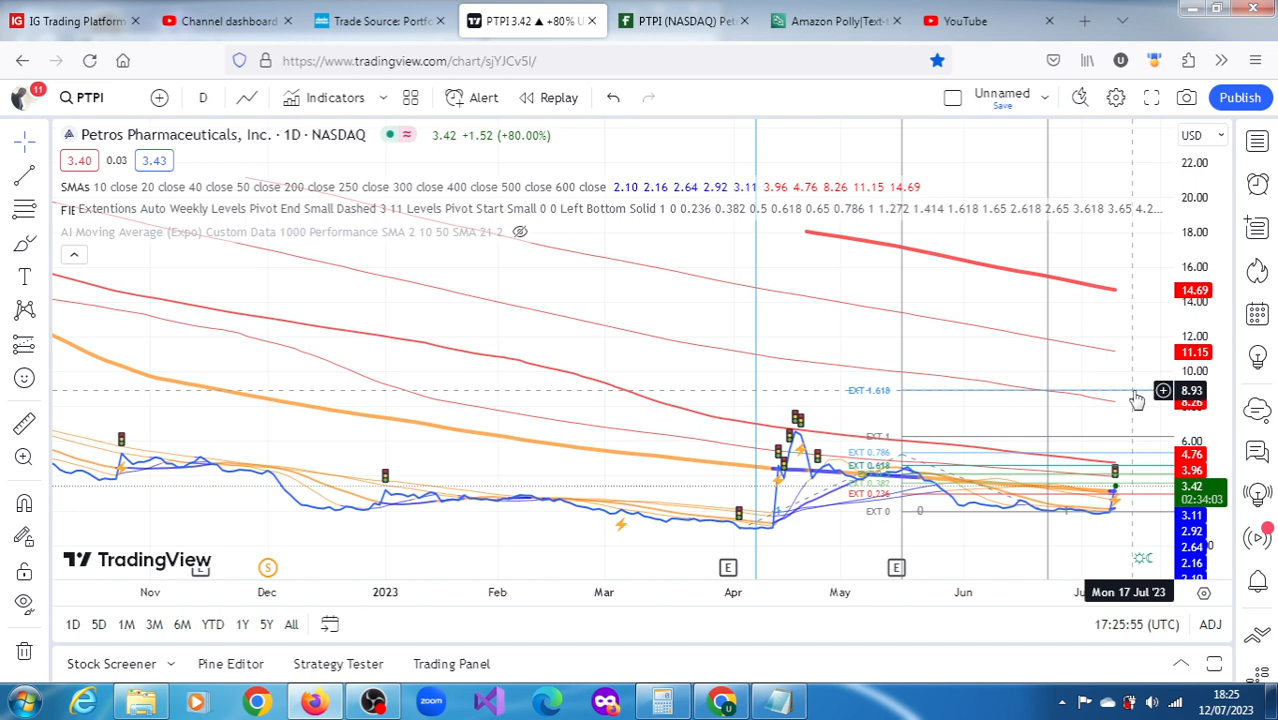 IG Trading Platform
Channel dashboard
Trade Source: Portfo
PTPI 3.42 ▲ +80% U
PTPI (NASDAQ) Pet
Amazon Polly|Text-t
YouTube
https://www.tradingview.com/chart/sjYJCv5I/
11
PTPI
D
Indicators
Alert
Replay
Unnamed
Save
Publish
Petros Pharmaceuticals, Inc. · 1D · NASDAQ
3.42 +1.52 (+80.00%)
USD
3.40 0.03 3.43
SMAs 10 close 20 close 40 close 50 close 200 close 250 close 300 close 400 close 500 close 600 close 2.10 2.16 2.64 2.92 3.11 3.96 4.76 8.26 11.15 14.69
Extentions Auto Weekly Levels Pivot End Small Dashed 3 11 Levels Pivot Start Small 0 0 Left Bottom Solid 1 0 0.236 0.382 0.5 0.618 0.65 0.786 1 1.272 1.414 1.618 1.65 2.618 2.65 3.618 3.65 4.2...
AI Moving Average (Expo) Custom Data 1000 Performance SMA 2 10 50 SMA 21 2
22.00
20.00
18.00
16.00
14.69
14.00
12.00
11.15
10.00
EXT 1.618
8.93
8.26
EXT 1
6.00
EXT 0.786
4.76
EXT 0.618
3.96
EXT 0.382
3.42
EXT 0.236
02:34:03
EXT 0
0
1
3.11
2.92
2.64
2.16
2.10
TradingView
E
S
E
E
Nov
Dec
2023
Feb
Mar
Apr
May
Jun
Mon 17 Jul '23
1D
5D
1M
3M
6M
YTD
1Y
5Y
All
17:25:55 (UTC)
ADJ
Stock Screener
Pine Editor
Strategy Tester
Trading Panel
zoom
18:25
12/07/2023